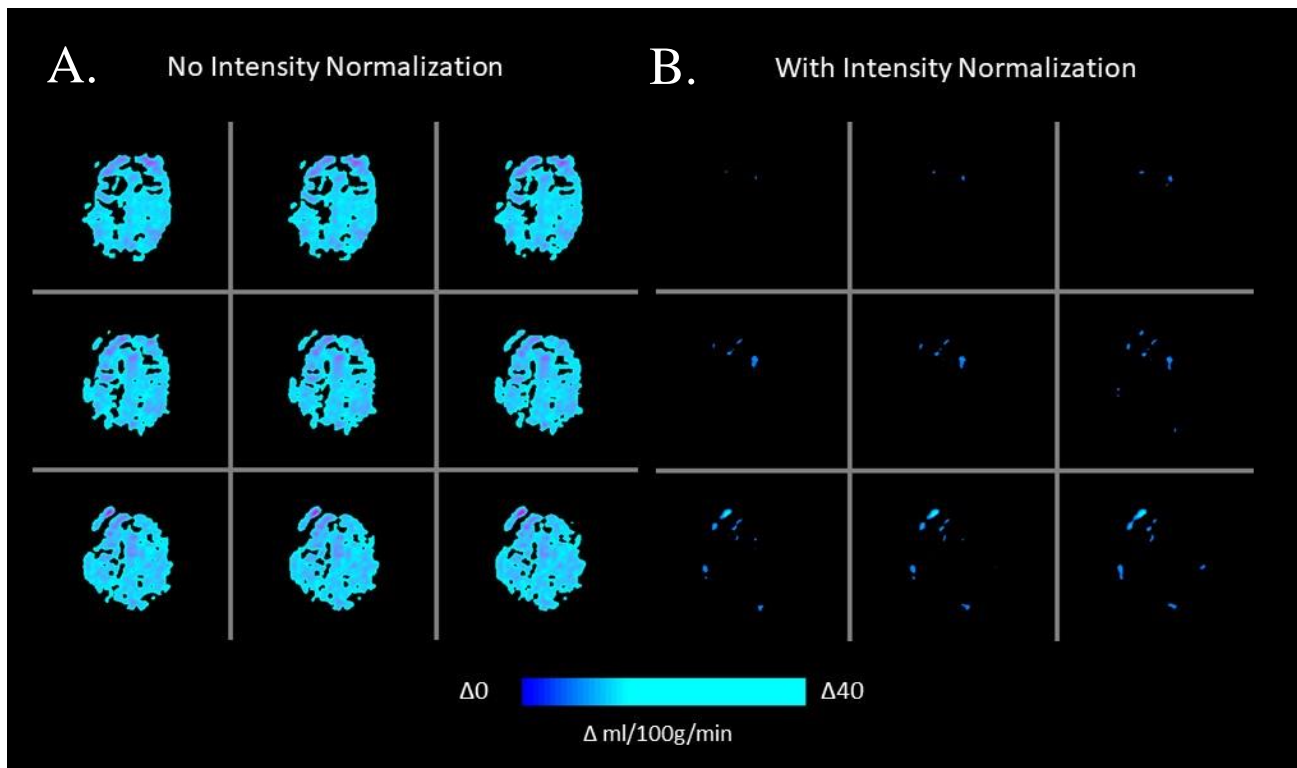 A.
No Intensity Normalization
B.
With Intensity Normalization
Δ0
Δ40
Δ ml/100g/min